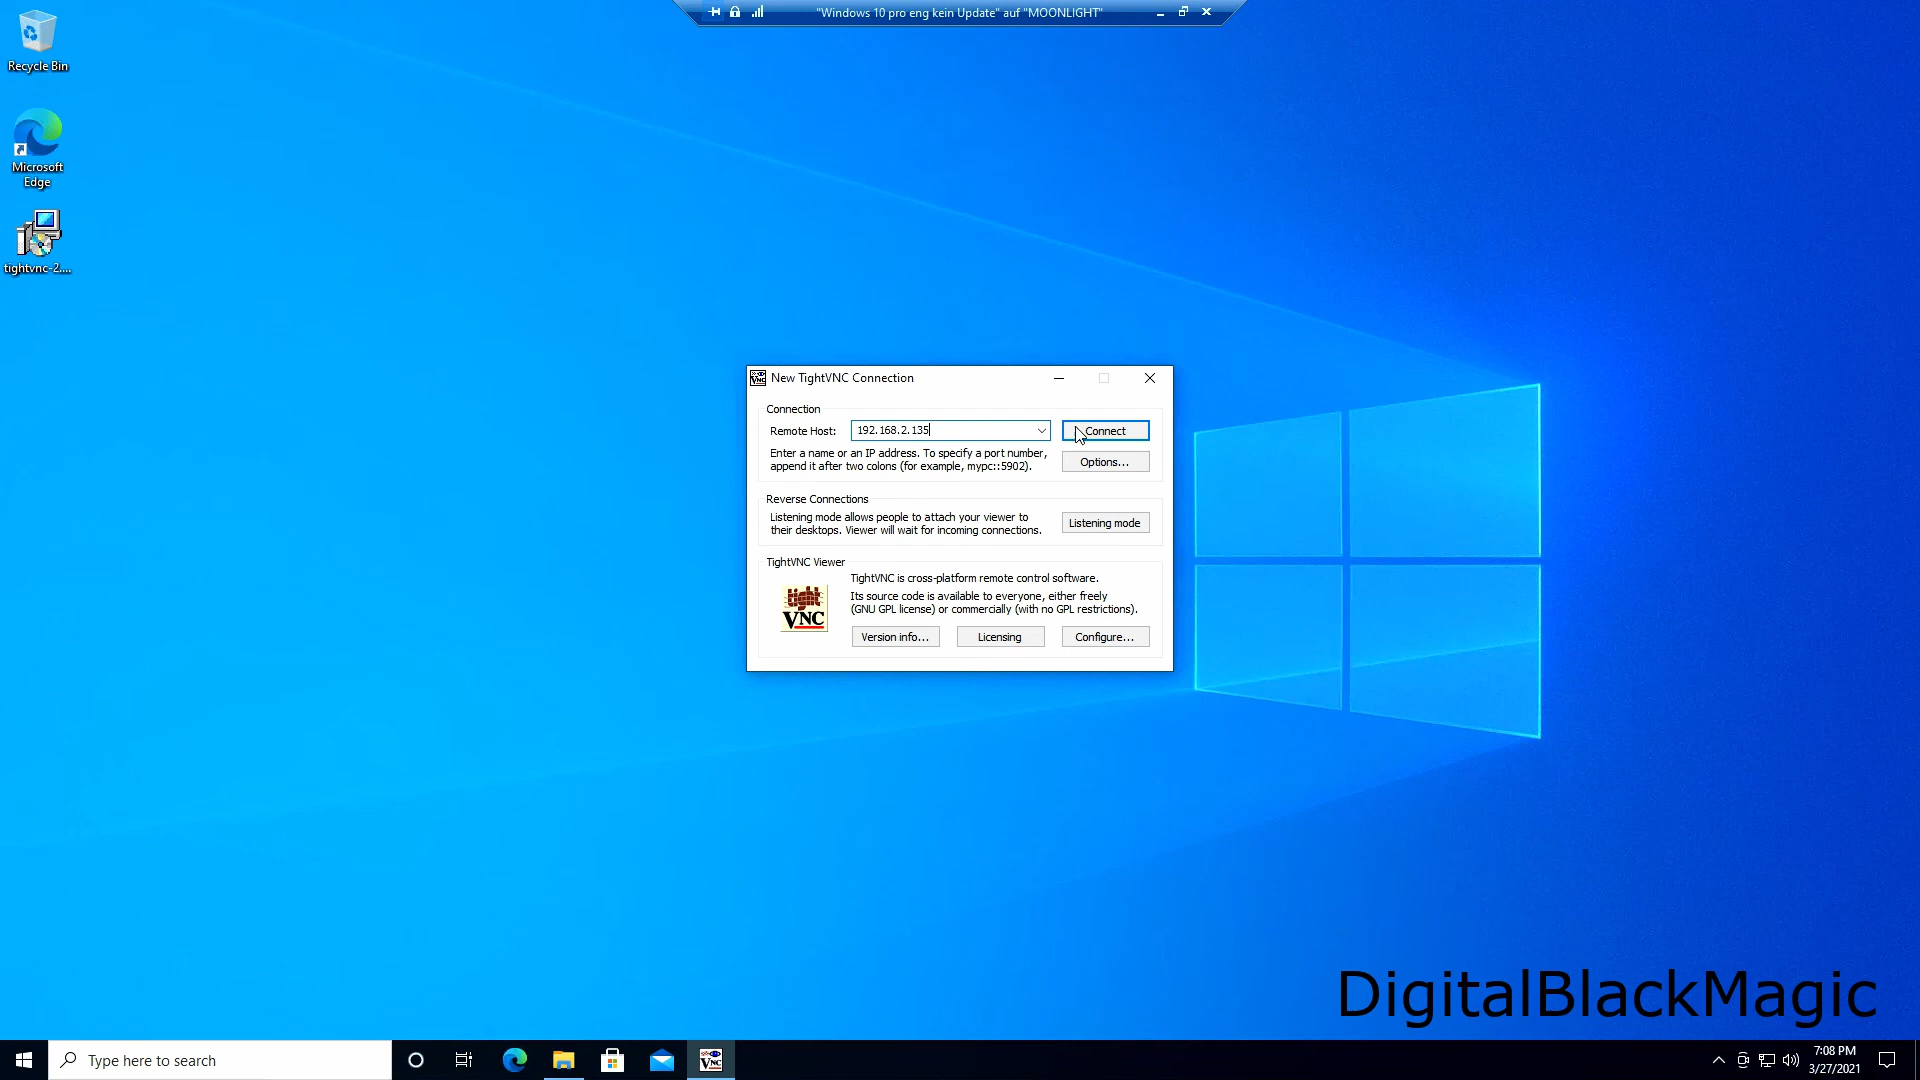 "Windows 10 pro eng kein Update" auf "MOONLIGHT"
Recycle Bin
Microsoft
Edge
tightvnc-2....
New TightVNC Connection
Connection
Remote Host:
192.168.2.135
Connect
Enter a name or an IP address. To specify a port number,
append it after two colons (for example, mypc::5902).
Options...
Reverse Connections
Listening mode allows people to attach your viewer to
their desktops. Viewer will wait for incoming connections.
Listening mode
TightVNC Viewer
tight
VNC
TightVNC is cross-platform remote control software.
Its source code is available to everyone, either freely
(GNU GPL license) or commercially (with no GPL restrictions).
Version info...
Licensing
Configure...
DigitalBlackMagic
Type here to search
VNC
7:08 PM
3/27/2021